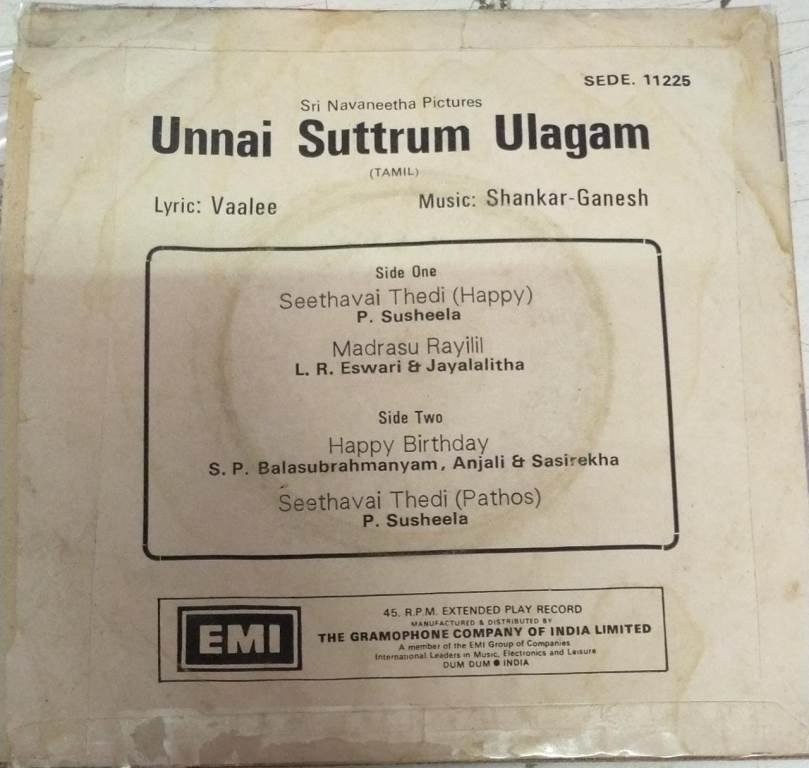 SEDE. 11225
Sri Navaneetha Pictures
Unnai Suttrum Ulagam
(TAMIL)
Lyric: Vaalee Music: Shankar-Ganesh
Side One
Seethavai Thedi (Happy)
P. Susheela
Madrasu Rayilil
L. R. Eswari & Jayalalitha
Side Two
Happy Birthday
S. P. Balasubrahmanyam, Anjali & Sasirekha
Seethavai Thedi (Pathos)
P. Susheela
EMI
45. R.P.M. EXTENDED PLAY RECORD
MANUFACTURED & DISTRIBUTED BY
THE GRAMOPHONE COMPANY OF INDIA LIMITED
A member of the EMI Group of Companies
International Leaders in Music, Electronics and Leisure
DUM DUM ● INDIA